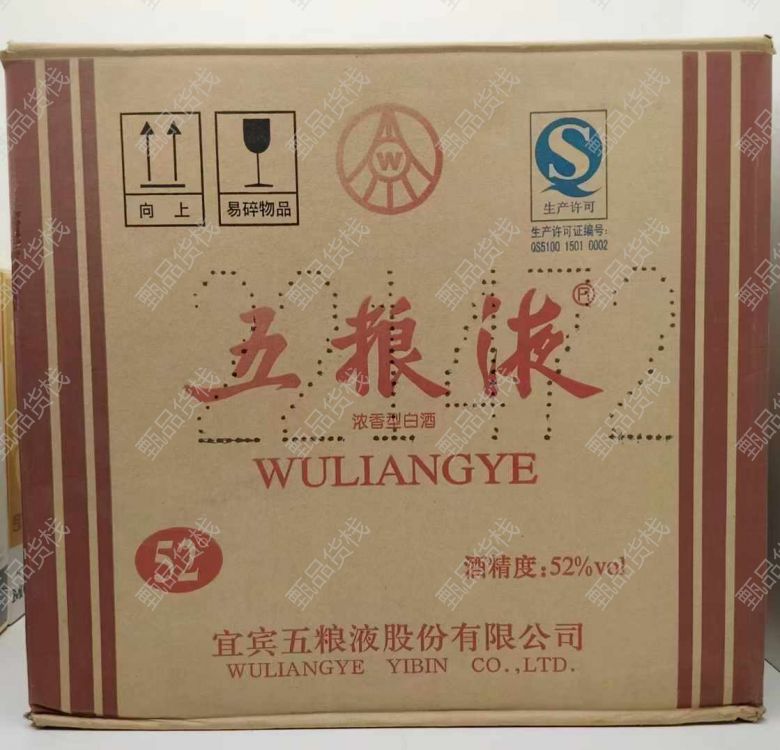 向 上
易碎物品
W
S
生产许可
生产许可证编号:
QS5100 1501 0002
五粮液®
浓香型白酒
WULIANGYE
52
酒精度:52%vol
宜宾五粮液股份有限公司
WULIANGYE YIBIN CO.,LTD.
甄品货栈